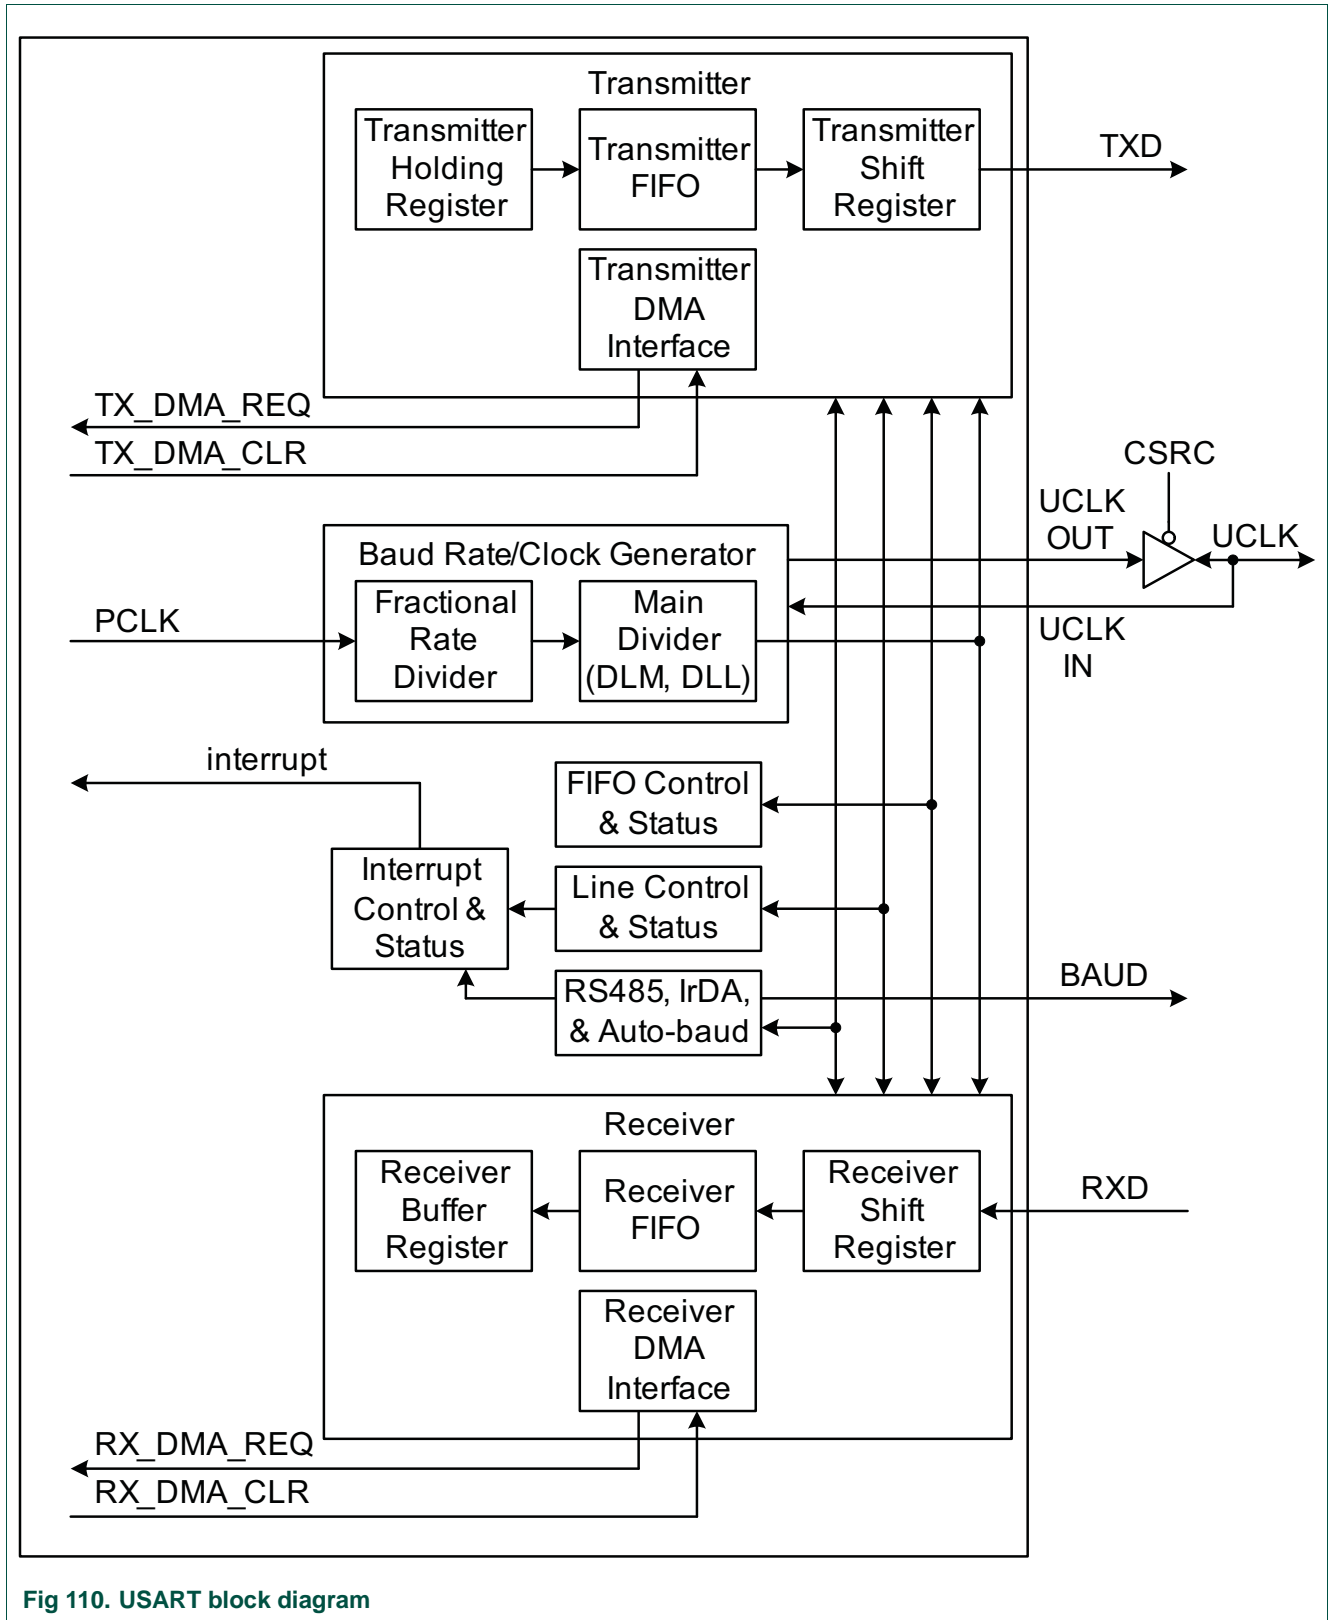 Transmitter
Transmitter
Holding
Register
Transmitter
FIFO
Transmitter
Shift
Register
TXD
Transmitter
DMA
Interface
TX_DMA_REQ
TX_DMA_CLR
CSRC
UCLK
OUT
UCLK
Baud Rate/Clock Generator
PCLK
Fractional
Rate
Divider
Main
Divider
(DLM, DLL)
UCLK
IN
interrupt
FIFO Control
& Status
Interrupt
Control &
Status
Line Control
& Status
RS485, IrDA,
& Auto-baud
BAUD
Receiver
Receiver
Buffer
Register
Receiver
FIFO
Receiver
Shift
Register
RXD
Receiver
DMA
Interface
RX_DMA_REQ
RX_DMA_CLR
Fig 110. USART block diagram